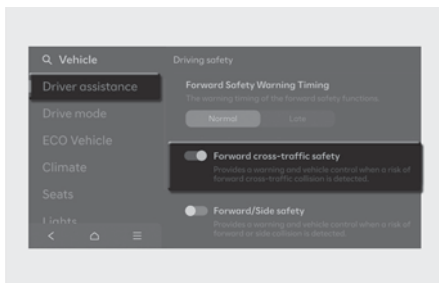 Vehicle
Driving safety
Driver assistance
Forward Safety Warning Timing
The warning timing of the forward safety functions.
Drive mode
Normal
Late
ECO Vehicle
Forward cross-traffic safety
Climate
Provides a warning and vehicle control when a risk of
forward cross-traffic collision is detected.
Seats
Forward/Side safety
Lights
Provides a warning and vehicle control when a risk of
forward or side collision is detected.